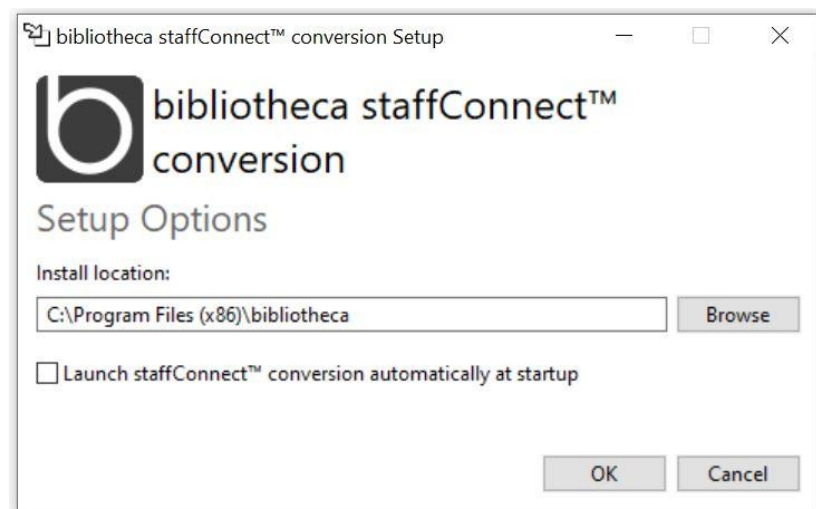 bibliotheca staffConnect™ conversion Setup
bibliotheca staffConnect™
conversion
Setup Options
Install location:
C:\Program Files (x86)\bibliotheca
Browse
Launch staffConnect™ conversion automatically at startup
OK
Cancel